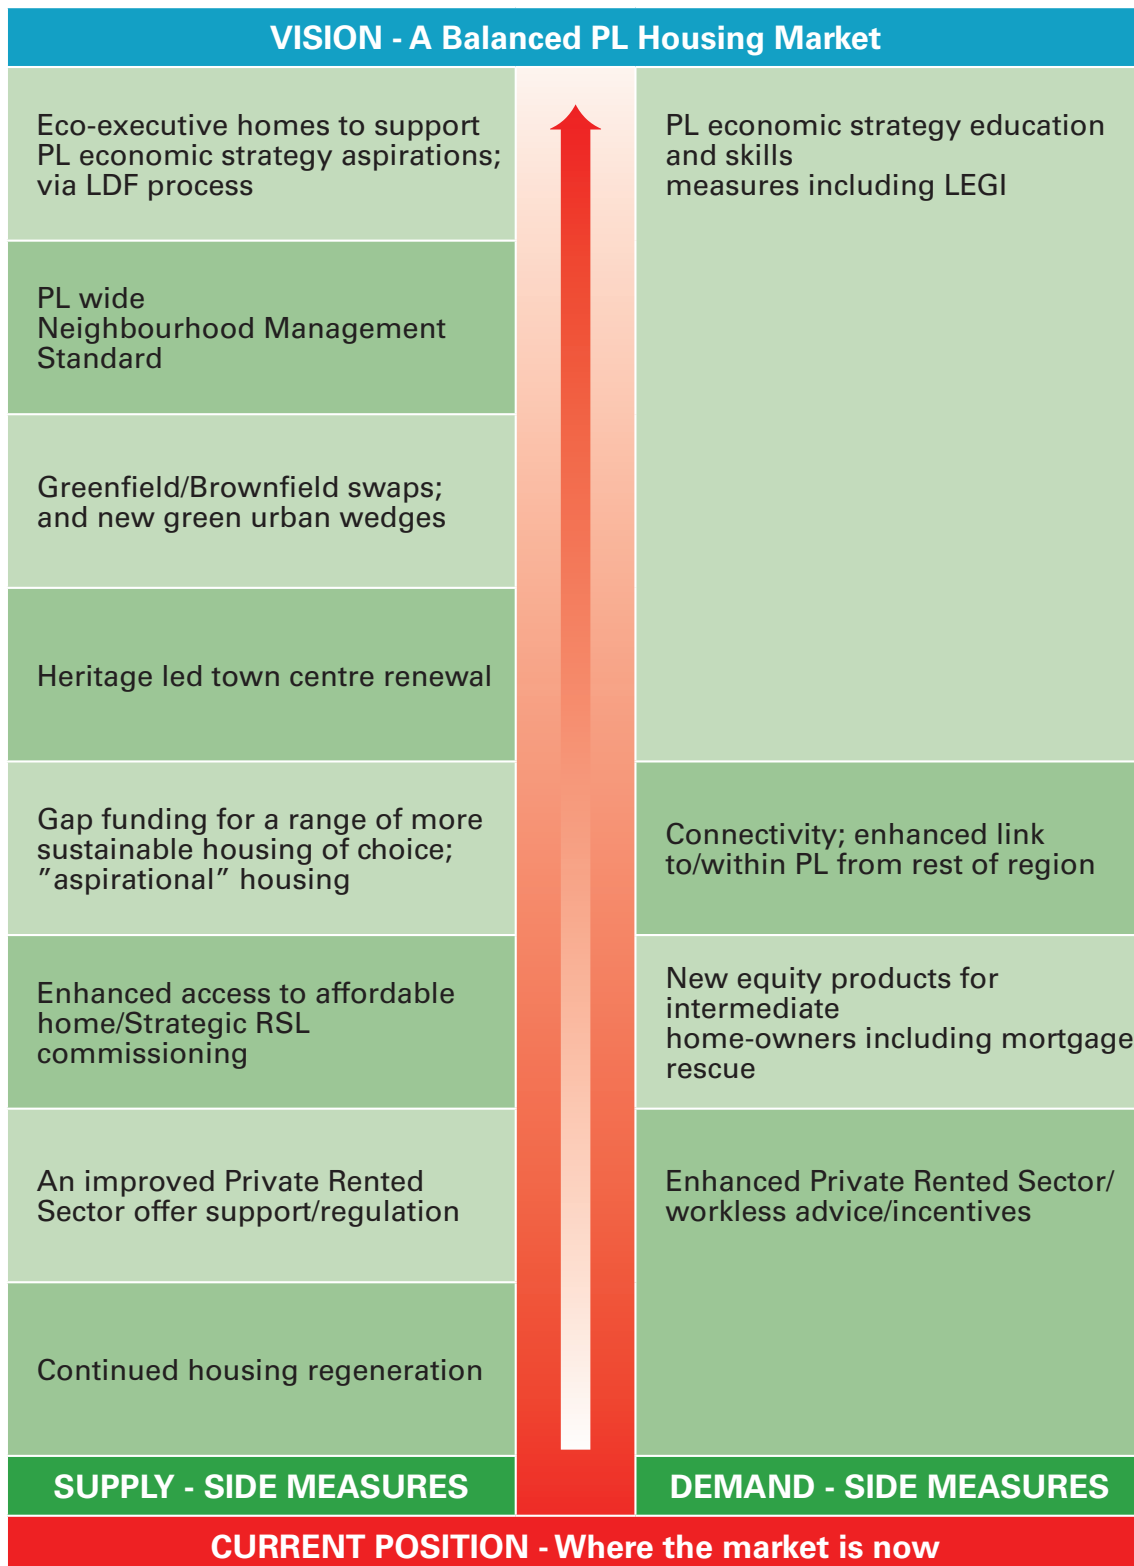 VISION - A Balanced PL Housing Market
Eco-executive homes to support
PL economic strategy aspirations;
via LDF process
PL wide
Neighbourhood Management
Standard
Greenfield/Brownfield swaps;
and new green urban wedges
Heritage led town centre renewal
Gap funding for a range of more
sustainable housing of choice;
"aspirational" housing
Enhanced access to affordable
home/Strategic RSL
commissioning
An improved Private Rented
Sector offer support/regulation
Continued housing regeneration
SUPPLY - SIDE MEASURES
PL economic strategy education
and skills
measures including LEGI
Connectivity; enhanced link
to/within PL from rest of region
New equity products for
intermediate
home-owners including mortgage
rescue
Enhanced Private Rented Sector/
workless advice/incentives
DEMAND - SIDE MEASURES
CURRENT POSITION - Where the market is now